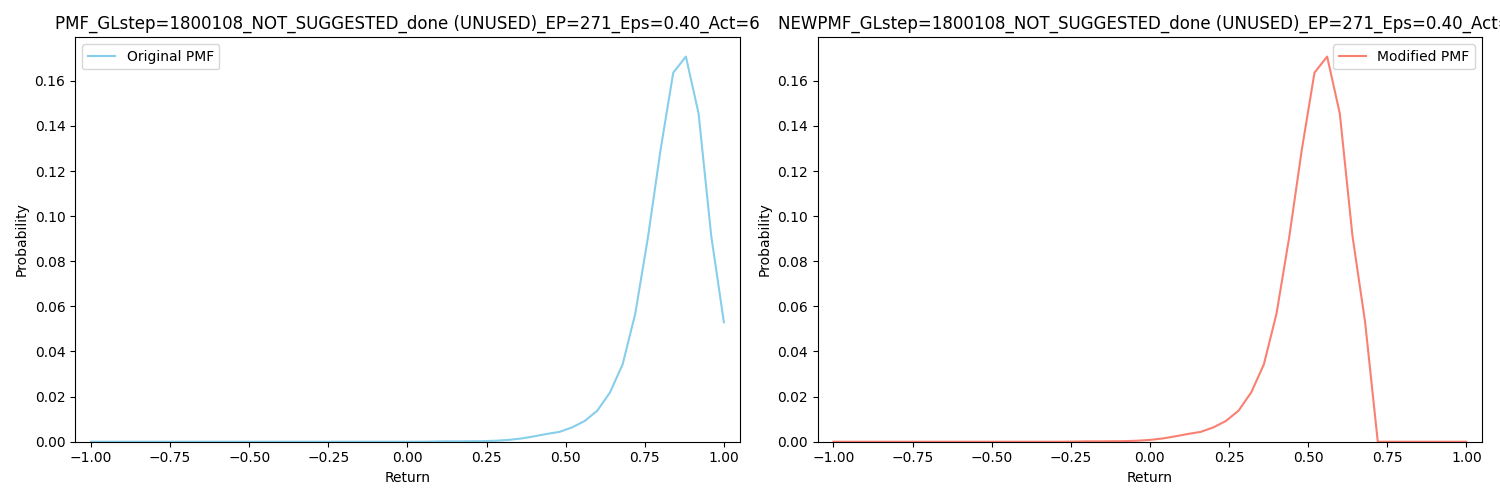 PMF_GLstep=1800108_NOT_SUGGESTED_done (UNUSED)_EP=271_Eps=0.40_Act=6
Original PMF
Probability
0.16
0.14
0.12
0.10
0.08
0.06
0.04
0.02
0.00
−1.00 −0.75 −0.50 −0.25 0.00 0.25 0.50 0.75 1.00
Return
NEWPMF_GLstep=1800108_NOT_SUGGESTED_done (UNUSED)_EP=271_Eps=0.40_Act=
Modified PMF
Probability
0.16
0.14
0.12
0.10
0.08
0.06
0.04
0.02
0.00
−1.00 −0.75 −0.50 −0.25 0.00 0.25 0.50 0.75 1.00
Return